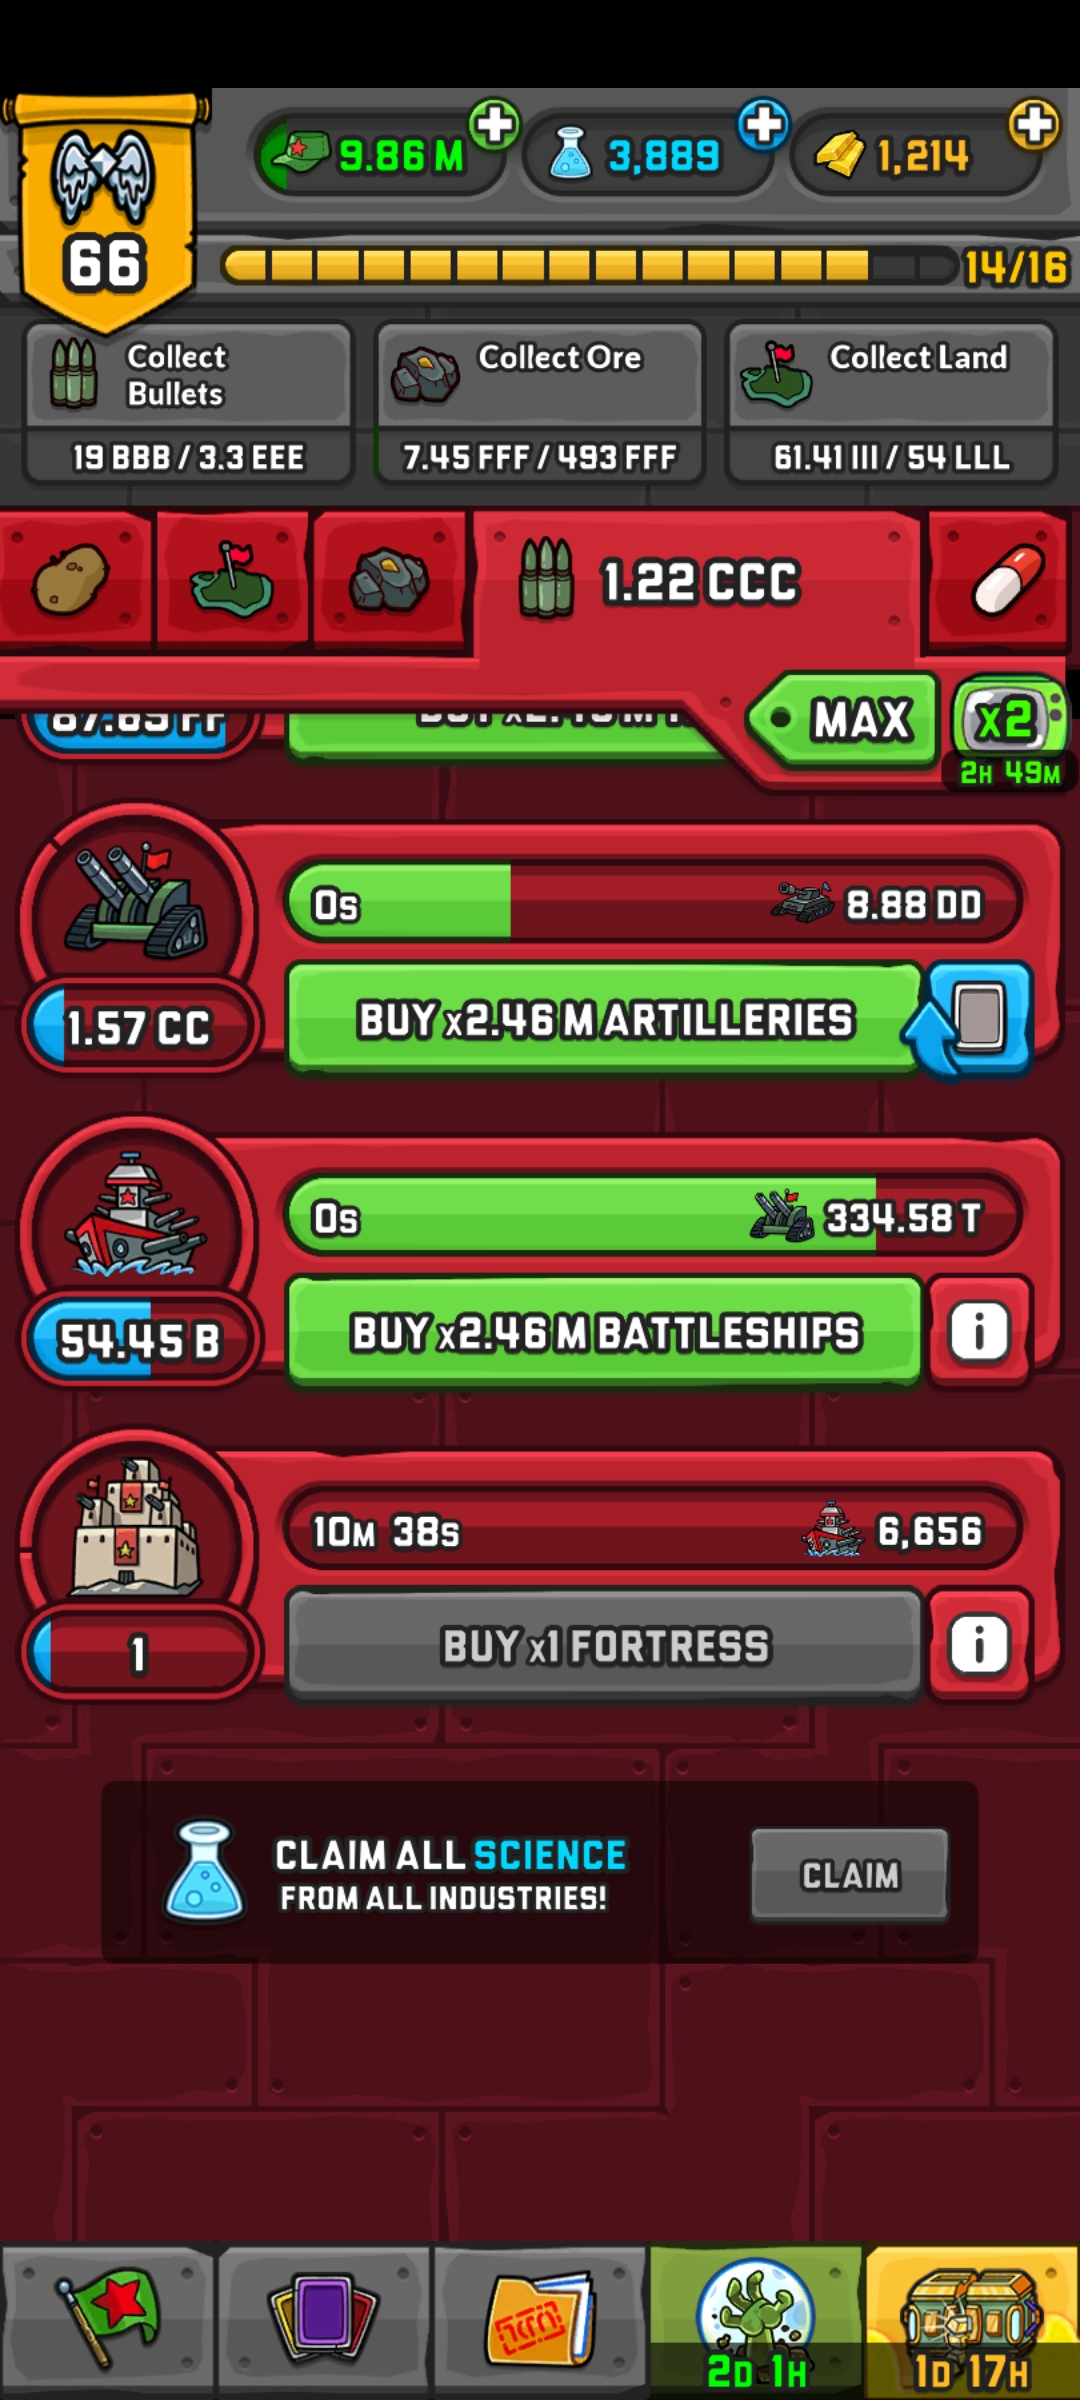 9.86 M
3,889
1,214
66
14/16
Collect
Bullets
19 BBB / 3.3 EEE
Collect Ore
7.45 FFF / 493 FFF
Collect Land
61.41 III / 54 LLL
1.22 CCC
MAX
x2
2H 49M
0s
8.88 DD
1.57 CC
BUY x2.46 M ARTILLERIES
0s
334.58 T
54.45 B
BUY x2.46 M BATTLESHIPS
i
10M 38s
6,656
1
BUY x1 FORTRESS
i
CLAIM ALL SCIENCE
FROM ALL INDUSTRIES!
CLAIM
2D 1H
1D 17H